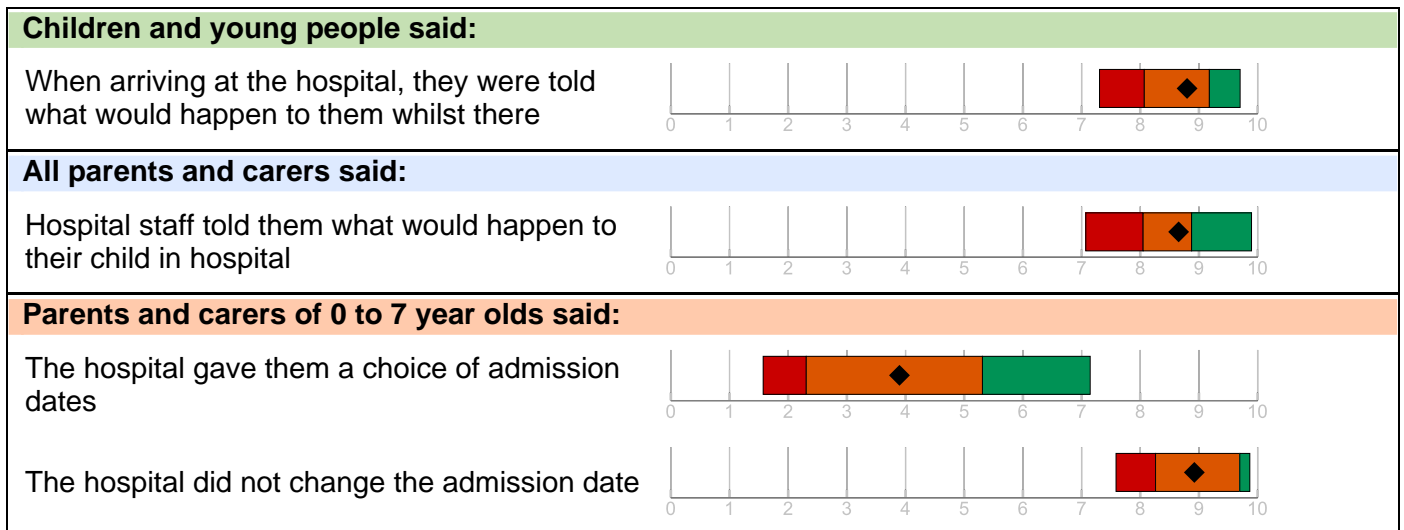 Children and young people said:
When arriving at the hospital, they were told
what would happen to them whilst there
0 1 2 3 4 5 6 7 8 9 10
All parents and carers said:
Hospital staff told them what would happen to
their child in hospital
0 1 2 3 4 5 6 7 8 9 10
Parents and carers of 0 to 7 year olds said:
The hospital gave them a choice of admission
dates
0 1 2 3 4 5 6 7 8 9 10
The hospital did not change the admission date
0 1 2 3 4 5 6 7 8 9 10